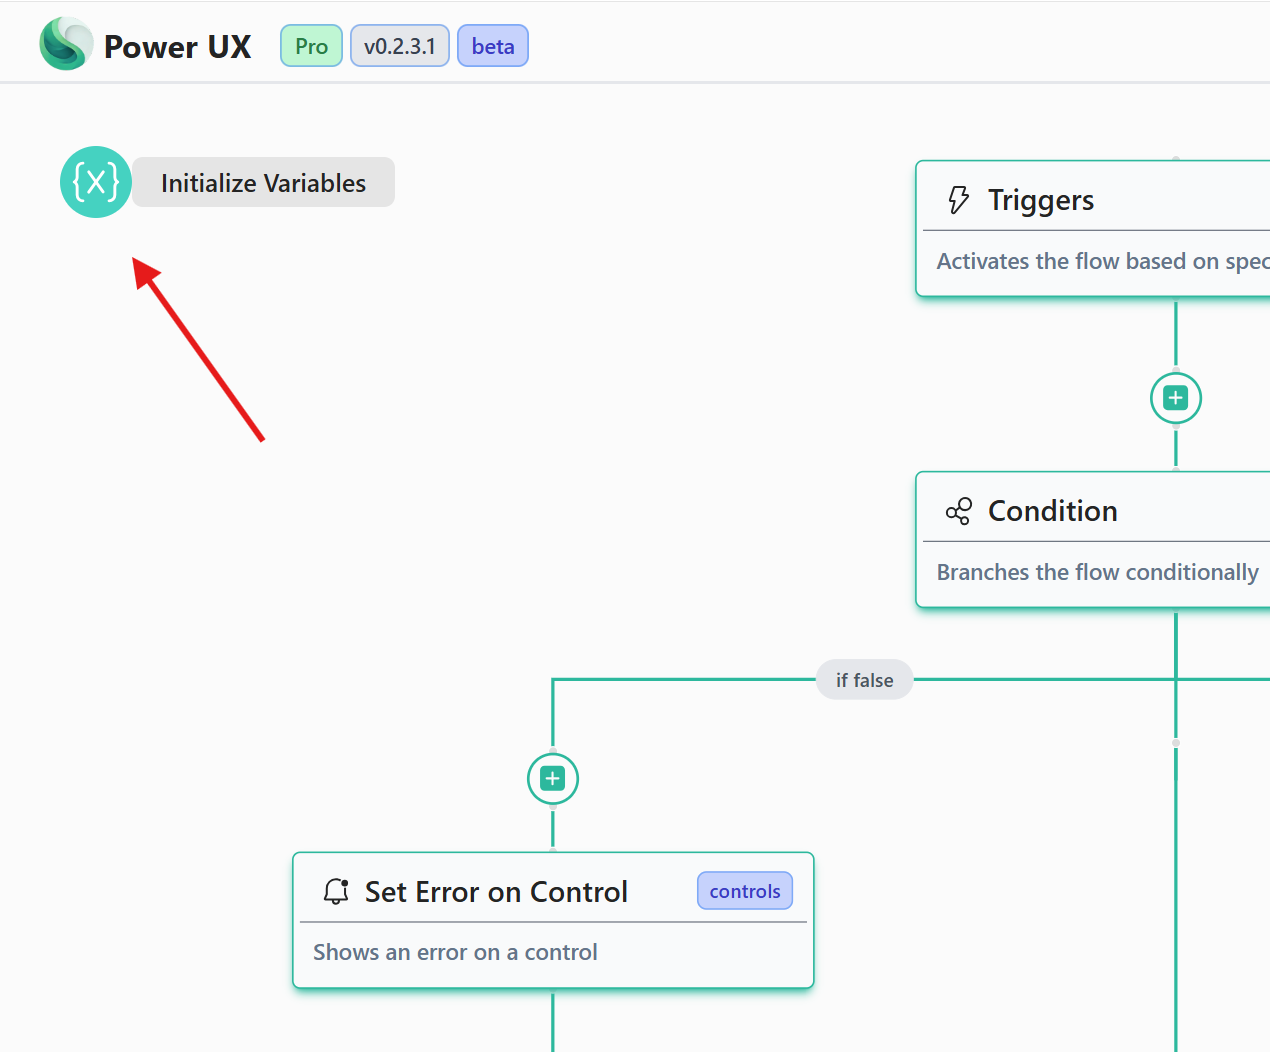 Power UX Pro v0.2.3.1 beta
{x} Initialize Variables
Triggers
Activates the flow based on spec
Condition
Branches the flow conditionally
if false
Set Error on Control controls
Shows an error on a control